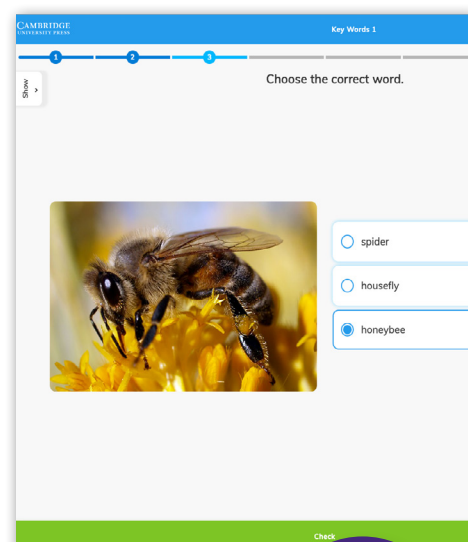 CAMBRIDGE
UNIVERSITY PRESS
Key Words 1
1 2 3
Show
Choose the correct word.
spider
housefly
honeybee
Check